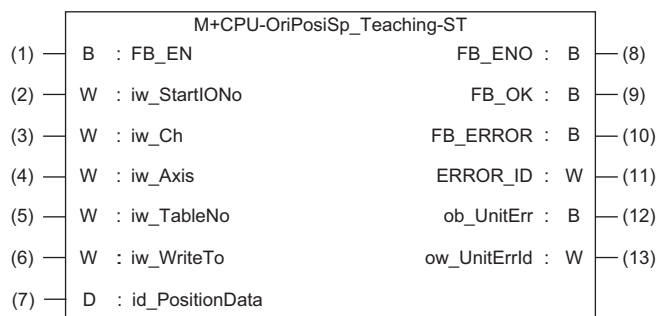 M+CPU-OriPosiSp_Teaching-ST
(1) B : FB_EN FB_ENO : B (8)
(2) W : iw_StartIONo FB_OK : B (9)
(3) W : iw_Ch FB_ERROR : B (10)
(4) W : iw_Axis ERROR_ID : W (11)
(5) W : iw_TableNo ob_UnitErr : B (12)
(6) W : iw_WriteTo ow_UnitErrId : W (13)
(7) D : id_PositionData